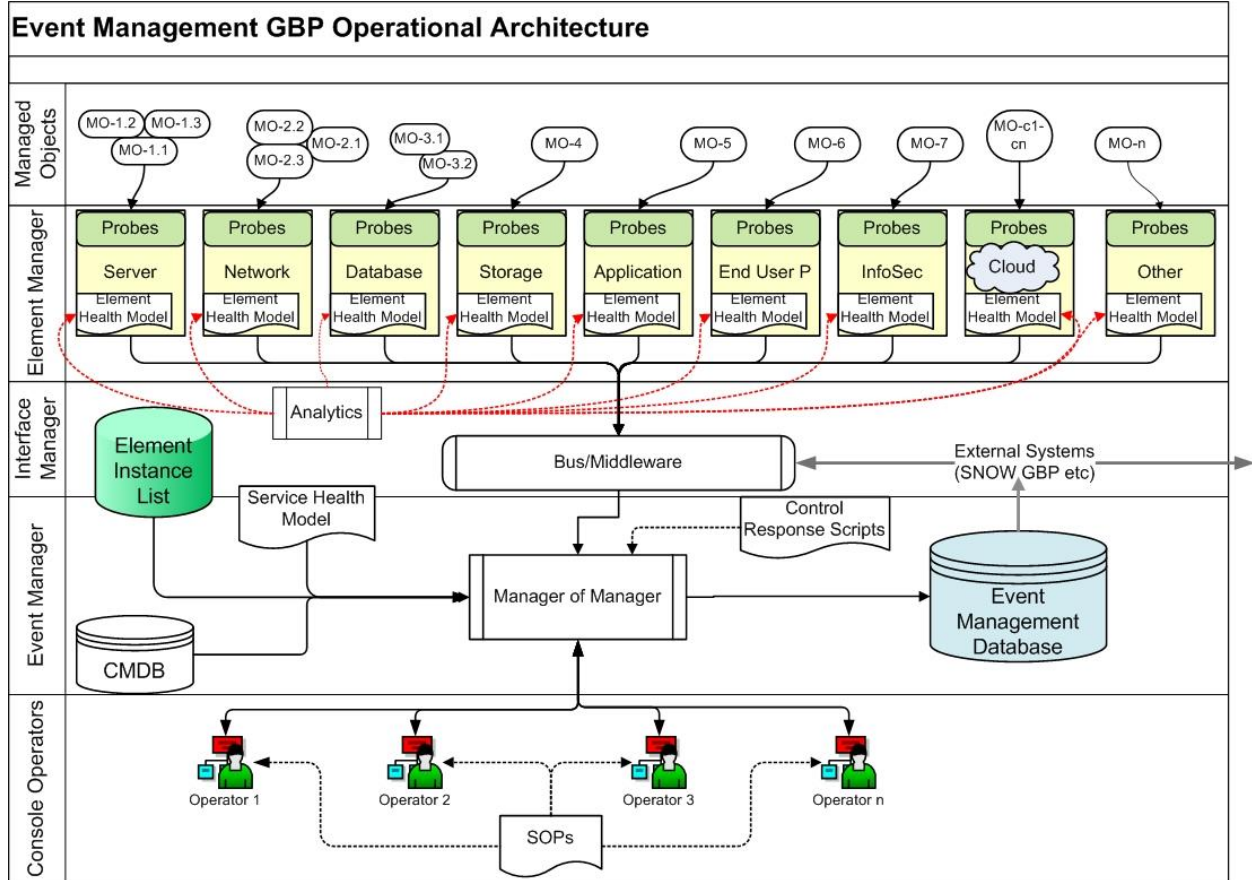 Event Management GBP Operational Architecture
Managed
Objects
MO-1.2
MO-1.3
MO-1.1
MO-2.2
MO-2.1
MO-2.3
MO-3.1
MO-3.2
MO-4
MO-5
MO-6
MO-7
MO-c1-
cn
MO-n
Element Manager
Probes
Server
Element
Health Model
Probes
Network
Element
Health Model
Probes
Database
Element
Health Model
Probes
Storage
Element
Health Model
Probes
Application
Element
Health Model
Probes
End User P
Element
Health Model
Probes
InfoSec
Element
Health Model
Probes
Cloud
Element
Health Model
Probes
Other
Element
Health Model
Interface
Manager
Analytics
Element
Instance
List
Bus/Middleware
External Systems
(SNOW GBP etc)
Event Manager
Service Health
Model
Control
Response Scripts
Manager of Manager
Event
Management
Database
CMDB
Console Operators
Operator 1
Operator 2
Operator 3
Operator n
SOPs